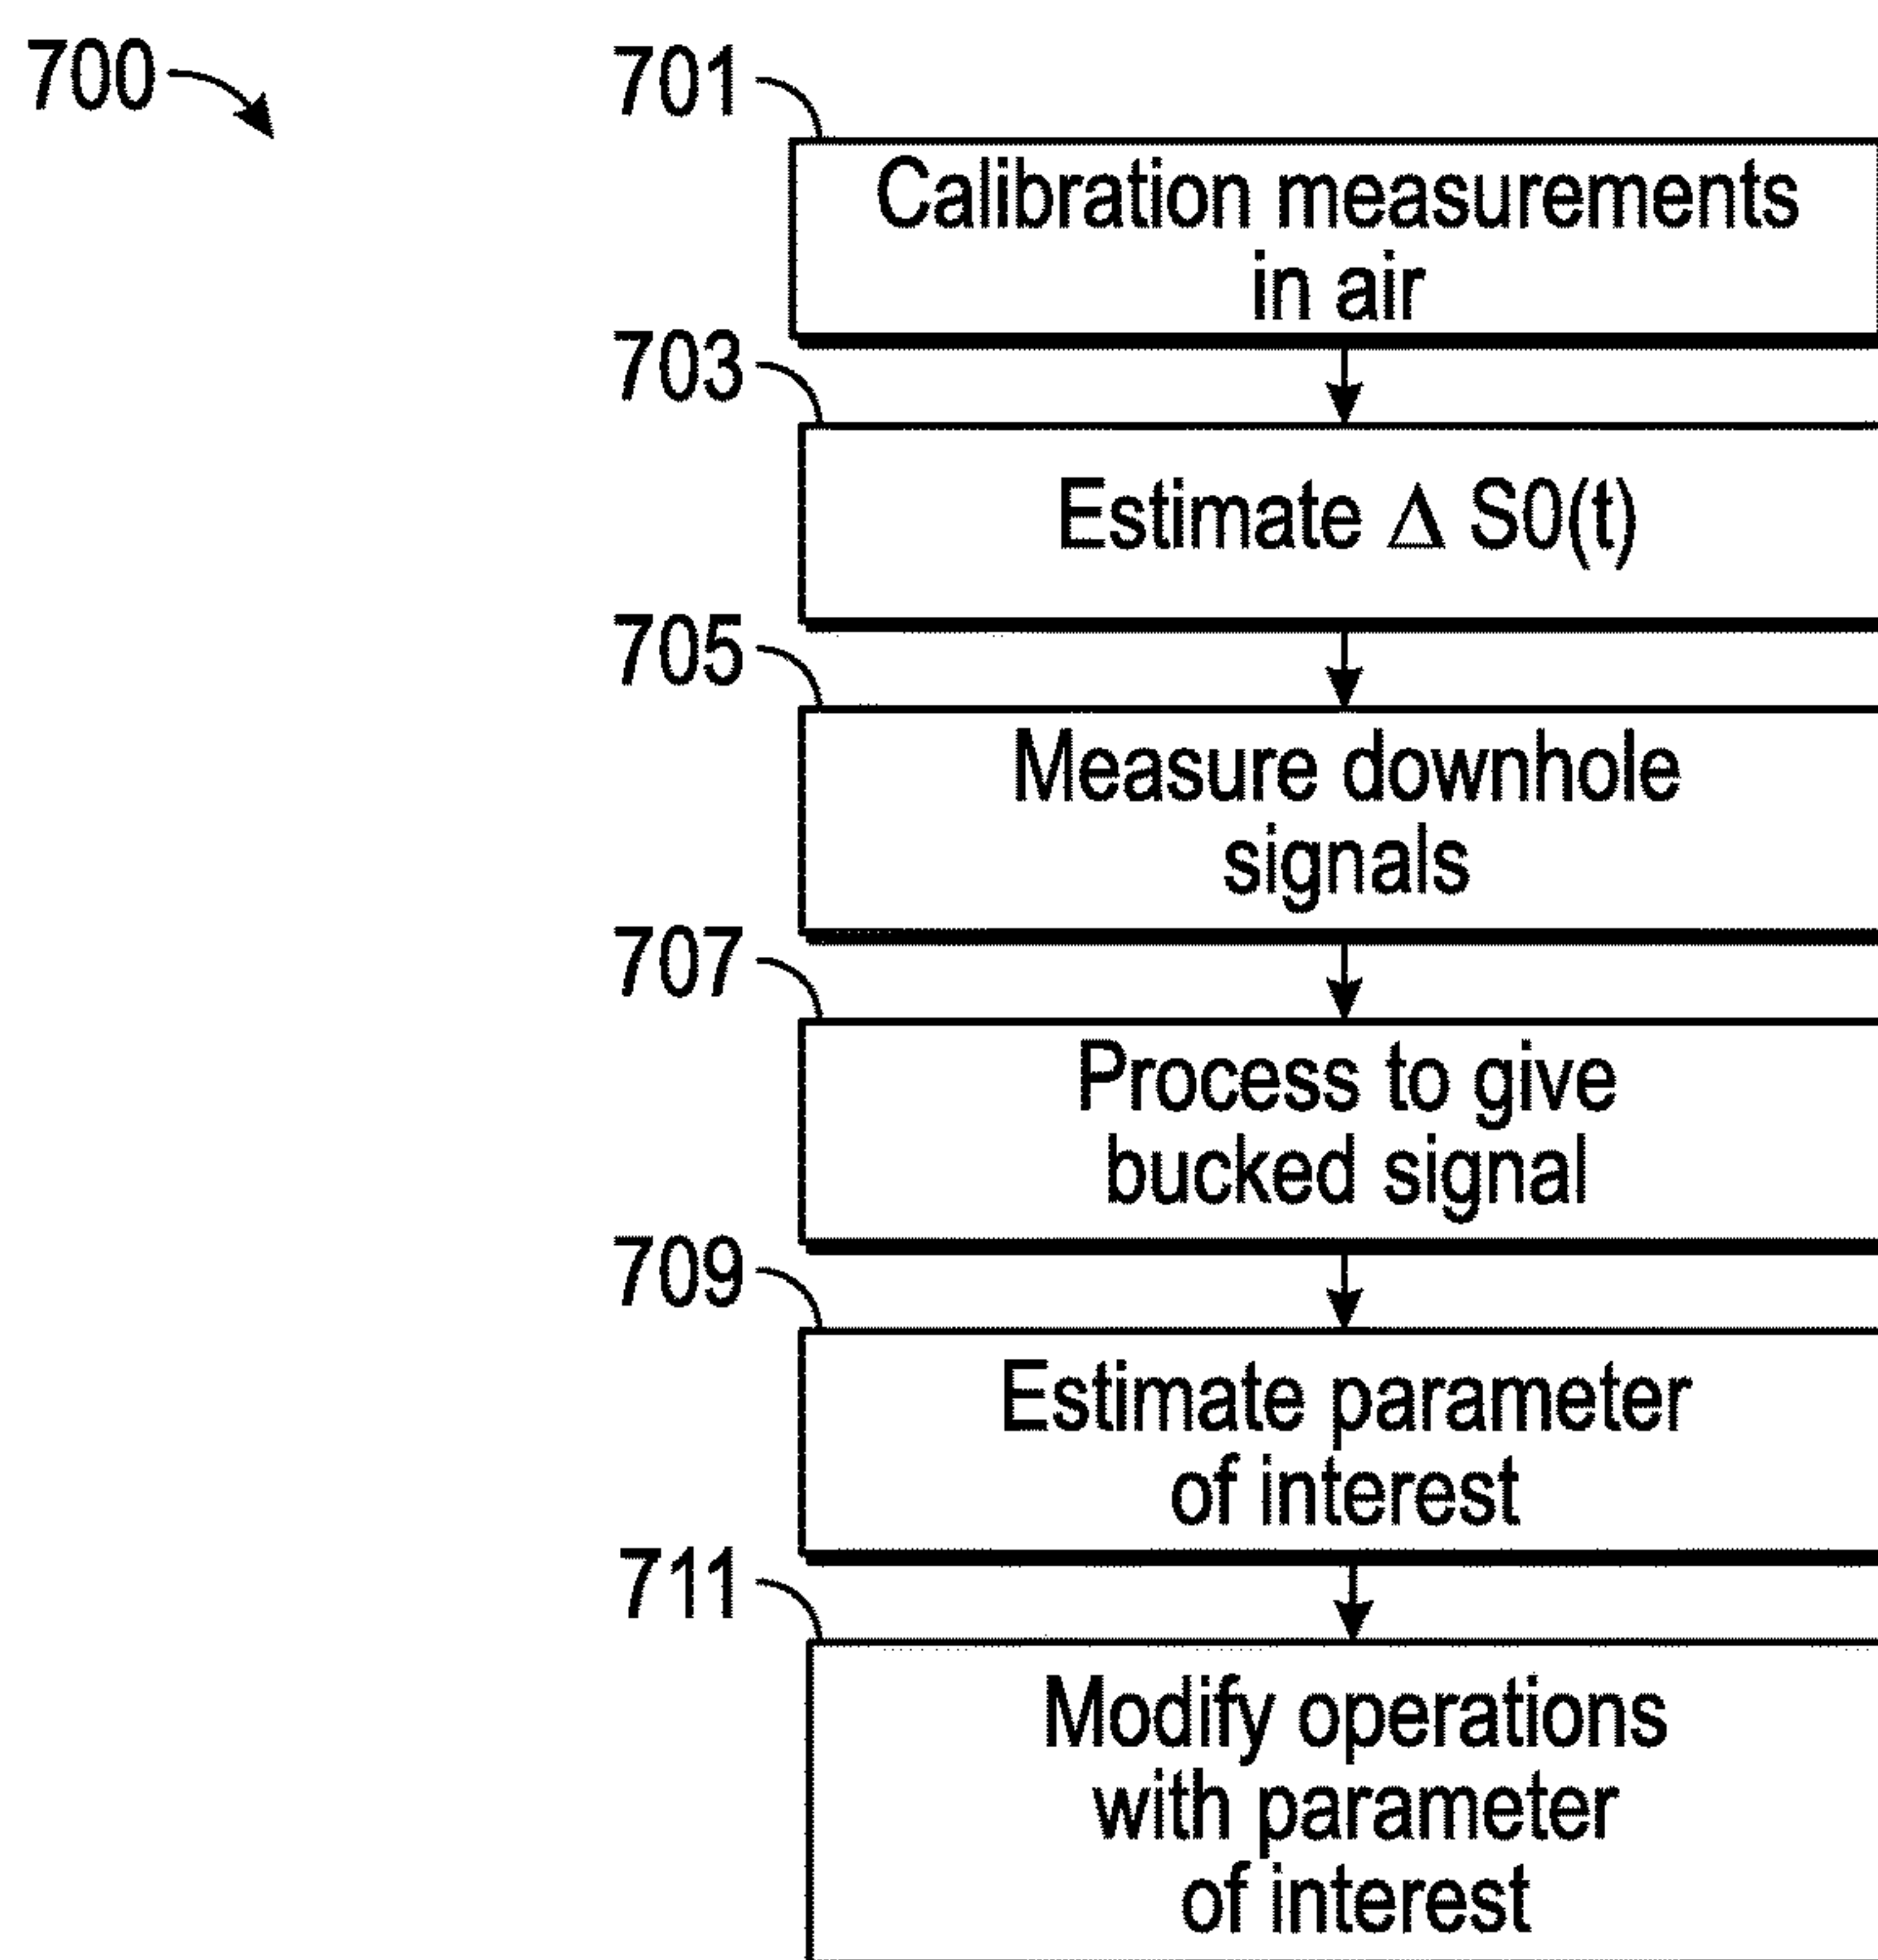 700
701
Calibration measurements
in air
703
Estimate Δ S0(t)
705
Measure downhole
signals
707
Process to give
bucked signal
709
Estimate parameter
of interest
711
Modify operations
with parameter
of interest